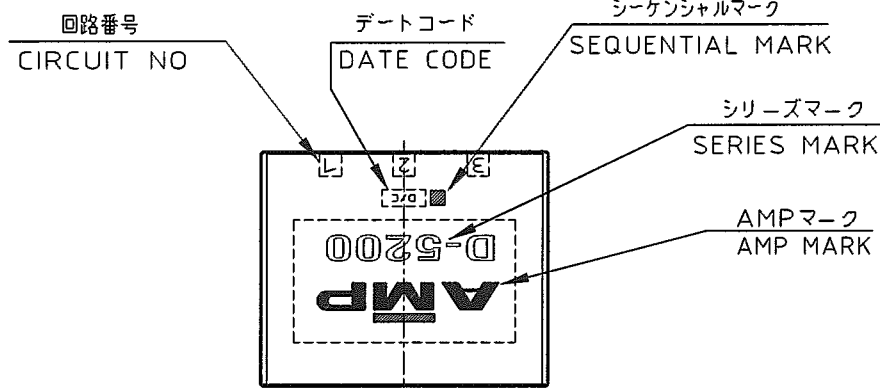 回路番号
CIRCUIT NO
デートコード
DATE CODE
シーケンシャルマーク
SEQUENTIAL MARK
シリーズマーク
SERIES MARK
AMPマーク
AMP MARK
1 2 3
D/C
D-5200
AMP